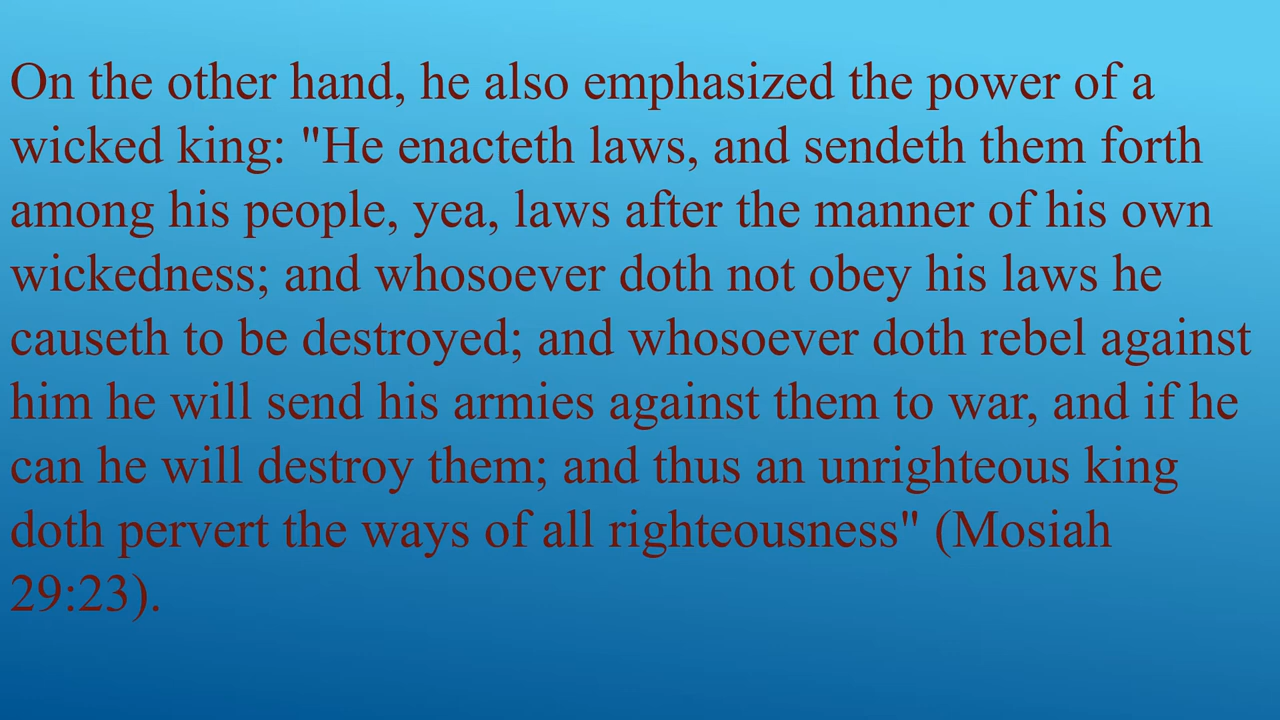 On the other hand, he also emphasized the power of a
wicked king: "He enacteth laws, and sendeth them forth
among his people, yea, laws after the manner of his own
wickedness; and whosoever doth not obey his laws he
causeth to be destroyed; and whosoever doth rebel against
him he will send his armies against them to war, and if he
can he will destroy them; and thus an unrighteous king
doth pervert the ways of all righteousness" (Mosiah
29:23).